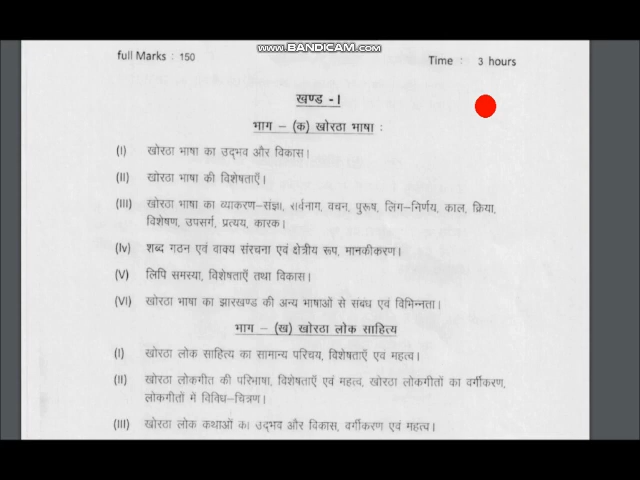 www.BANDICAM.com
full Marks : 150 Time : 3 hours
खण्ड - I
भाग – (क) खोरठा भाषा :
(I) खोरठा भाषा का उद्भव और विकास।
(II) खोरठा भाषा की विशेषताएँ।
(III) खोरठा भाषा का व्याकरण-संज्ञा, सर्वनाग, वचन, पुरूष, लिग-निर्णय, काल, क्रिया,
विशेषण, उपसर्ग, प्रत्यय, कारक।
(Iv) शब्द गठन एवं वाक्य संरचना एवं क्षेत्रीय रूप, मानकीकरण।
(V) लिपि समस्या, विशेषताएँ तथा विकास।
(VI) खोरठा भाषा का झारखण्ड की अन्य भाषाओं से संबंध एवं विभिन्नता।
भाग – (ख) खोरठा लोक साहित्य
(I) खोरठा लोक साहित्य का सामान्य परिचय, विशेषताएँ एवं महत्व।
(II) खोरठा लोकगीत की परिभाषा, विशेषताएँ एवं महत्व, खोरठा लोकगीतों का वर्गीकरण,
लोकगीतों में विविध-चित्रण।
(III) खोरठा लोक कथाओं का उद्भव और विकास, वर्गीकरण एवं महत्व।